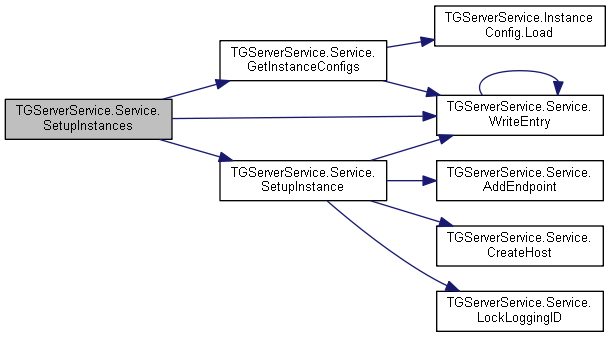 TGServerService.Service.
SetupInstances
TGServerService.Service.
GetInstanceConfigs
TGServerService.Service.
SetupInstance
TGServerService.Instance
Config.Load
TGServerService.Service.
WriteEntry
TGServerService.Service.
AddEndpoint
TGServerService.Service.
CreateHost
TGServerService.Service.
LockLoggingID